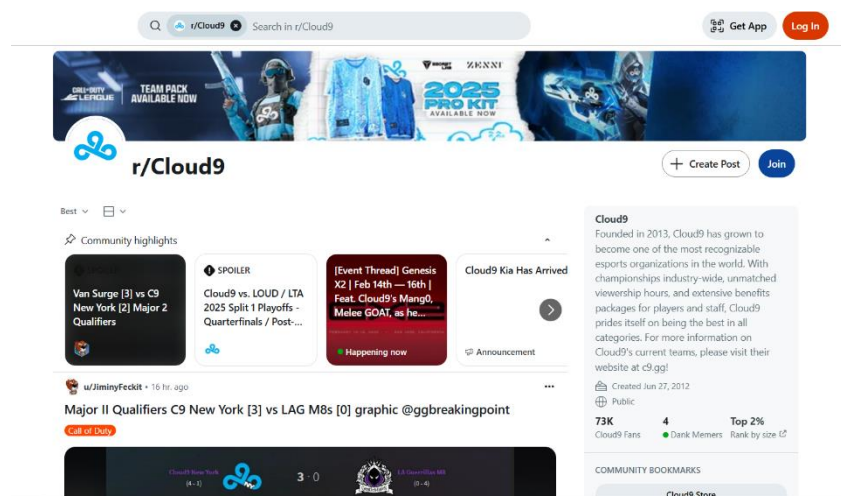 r/Cloud9
Search in r/Cloud9
Get App
Log In
CALL OF DUTY
LEAGUE
TEAM PACK
AVAILABLE NOW
SECRET
LAB
ZENNI
2025
PRO KIT
AVAILABLE NOW
r/Cloud9
Create Post
Join
Best
Community highlights
SPOILER
Van Surge [3] vs C9
New York [2] Major 2
Qualifiers
SPOILER
Cloud9 vs. LOUD / LTA
2025 Split 1 Playoffs -
Quarterfinals / Post-...
[Event Thread] Genesis
X2 | Feb 14th — 16th |
Feat. Cloud9's Mang0,
Melee GOAT, as he...
Happening now
Cloud9 Kia Has Arrived
Announcement
u/JiminyFeckit • 16 hr. ago
Major II Qualifiers C9 New York [3] vs LAG M8s [0] graphic @ggbreakingpoint
Call of Duty
Cloud9 New York
(4 - 1)
3 - 0
LA Guerrillas M8
(0 - 4)
Cloud9
Founded in 2013, Cloud9 has grown to
become one of the most recognizable
esports organizations in the world. With
championships industry-wide, unmatched
viewership hours, and extensive benefits
packages for players and staff, Cloud9
prides itself on being the best in all
categories. For more information on
Cloud9's current teams, please visit their
website at c9.gg!
Created Jun 27, 2012
Public
73K
Cloud9 Fans
4
Dank Memers
Top 2%
Rank by size
COMMUNITY BOOKMARKS
Cloud9 Store